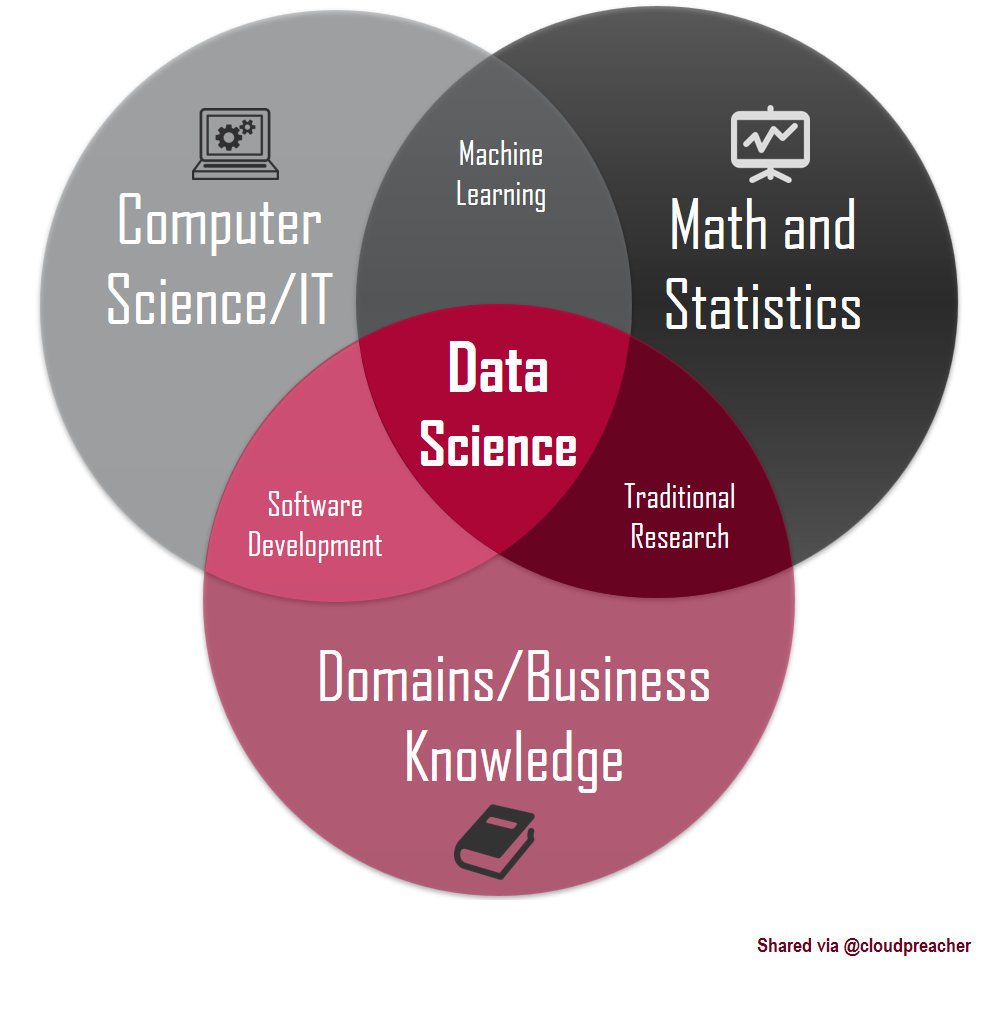 Machine
Learning
Computer
Science/IT
Math and
Statistics
Data
Science
Software
Development
Traditional
Research
Domains/Business
Knowledge
Shared via @cloudpreacher